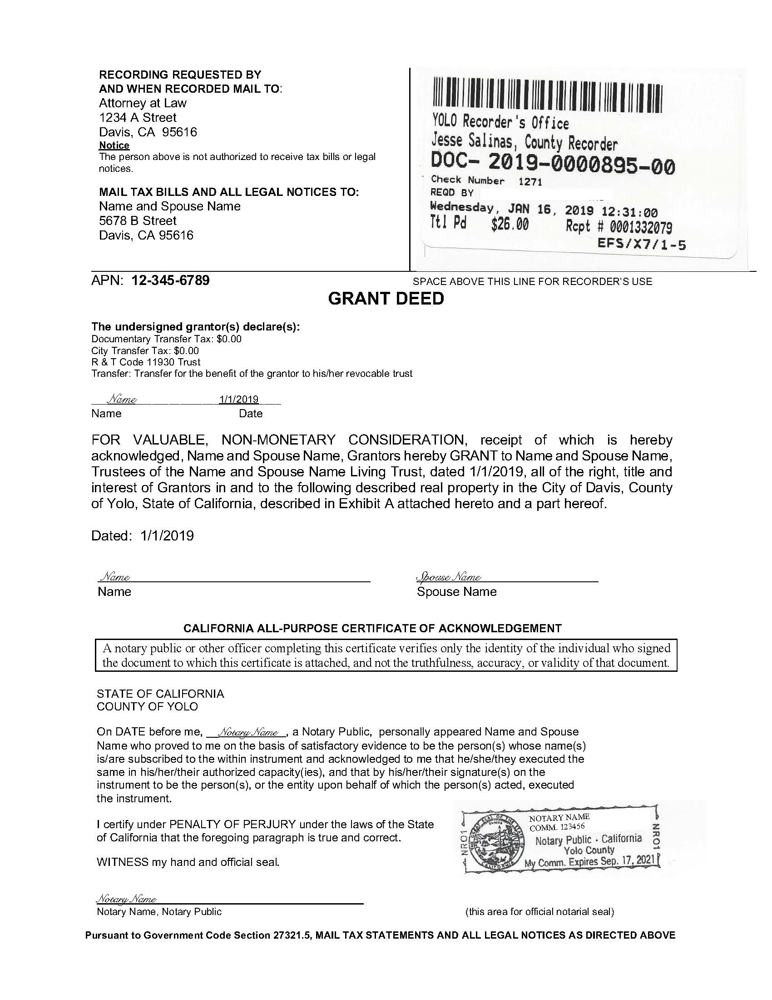 RECORDING REQUESTED BY
AND WHEN RECORDED MAIL TO:
Attorney at Law
1234 A Street
Davis, CA  95616
Notice
The person above is not authorized to receive tax bills or legal
notices.
MAIL TAX BILLS AND ALL LEGAL NOTICES TO:
Name and Spouse Name
5678 B Street
Davis, CA 95616
YOLO Recorder's Office
Jesse Salinas, County Recorder
DOC- 2019-0000895-00
Check Number 1271
REQD BY
Wednesday, JAN 16, 2019 12:31:00
Ttl Pd $26.00 Rcpt # 0001332079
EFS/X7/1-5
APN: 12-345-6789
SPACE ABOVE THIS LINE FOR RECORDER'S USE
GRANT DEED
The undersigned grantor(s) declare(s):
Documentary Transfer Tax: $0.00
City Transfer Tax: $0.00
R & T Code 11930 Trust
Transfer: Transfer for the benefit of the grantor to his/her revocable trust
Name 1/1/2019
Name Date
FOR VALUABLE, NON-MONETARY CONSIDERATION, receipt of which is hereby
acknowledged, Name and Spouse Name, Grantors hereby GRANT to Name and Spouse Name,
Trustees of the Name and Spouse Name Living Trust, dated 1/1/2019, all of the right, title and
interest of Grantors in and to the following described real property in the City of Davis, County
of Yolo, State of California, described in Exhibit A attached hereto and a part hereof.
Dated: 1/1/2019
Name Spouse Name
Name Spouse Name
CALIFORNIA ALL-PURPOSE CERTIFICATE OF ACKNOWLEDGEMENT
A notary public or other officer completing this certificate verifies only the identity of the individual who signed
the document to which this certificate is attached, and not the truthfulness, accuracy, or validity of that document.
STATE OF CALIFORNIA
COUNTY OF YOLO
On DATE before me, __Notary Name_, a Notary Public, personally appeared Name and Spouse
Name who proved to me on the basis of satisfactory evidence to be the person(s) whose name(s)
is/are subscribed to the within instrument and acknowledged to me that he/she/they executed the
same in his/her/their authorized capacity(ies), and that by his/her/their signature(s) on the
instrument to be the person(s), or the entity upon behalf of which the person(s) acted, executed
the instrument.
I certify under PENALTY OF PERJURY under the laws of the State
of California that the foregoing paragraph is true and correct.
WITNESS my hand and official seal.
NRO1
NOTARY NAME
COMM. 123456
Notary Public - California
Yolo County
My Comm. Expires Sep. 17, 2021
NRO1
Notary Name
Notary Name, Notary Public
(this area for official notarial seal)
Pursuant to Government Code Section 27321.5, MAIL TAX STATEMENTS AND ALL LEGAL NOTICES AS DIRECTED ABOVE